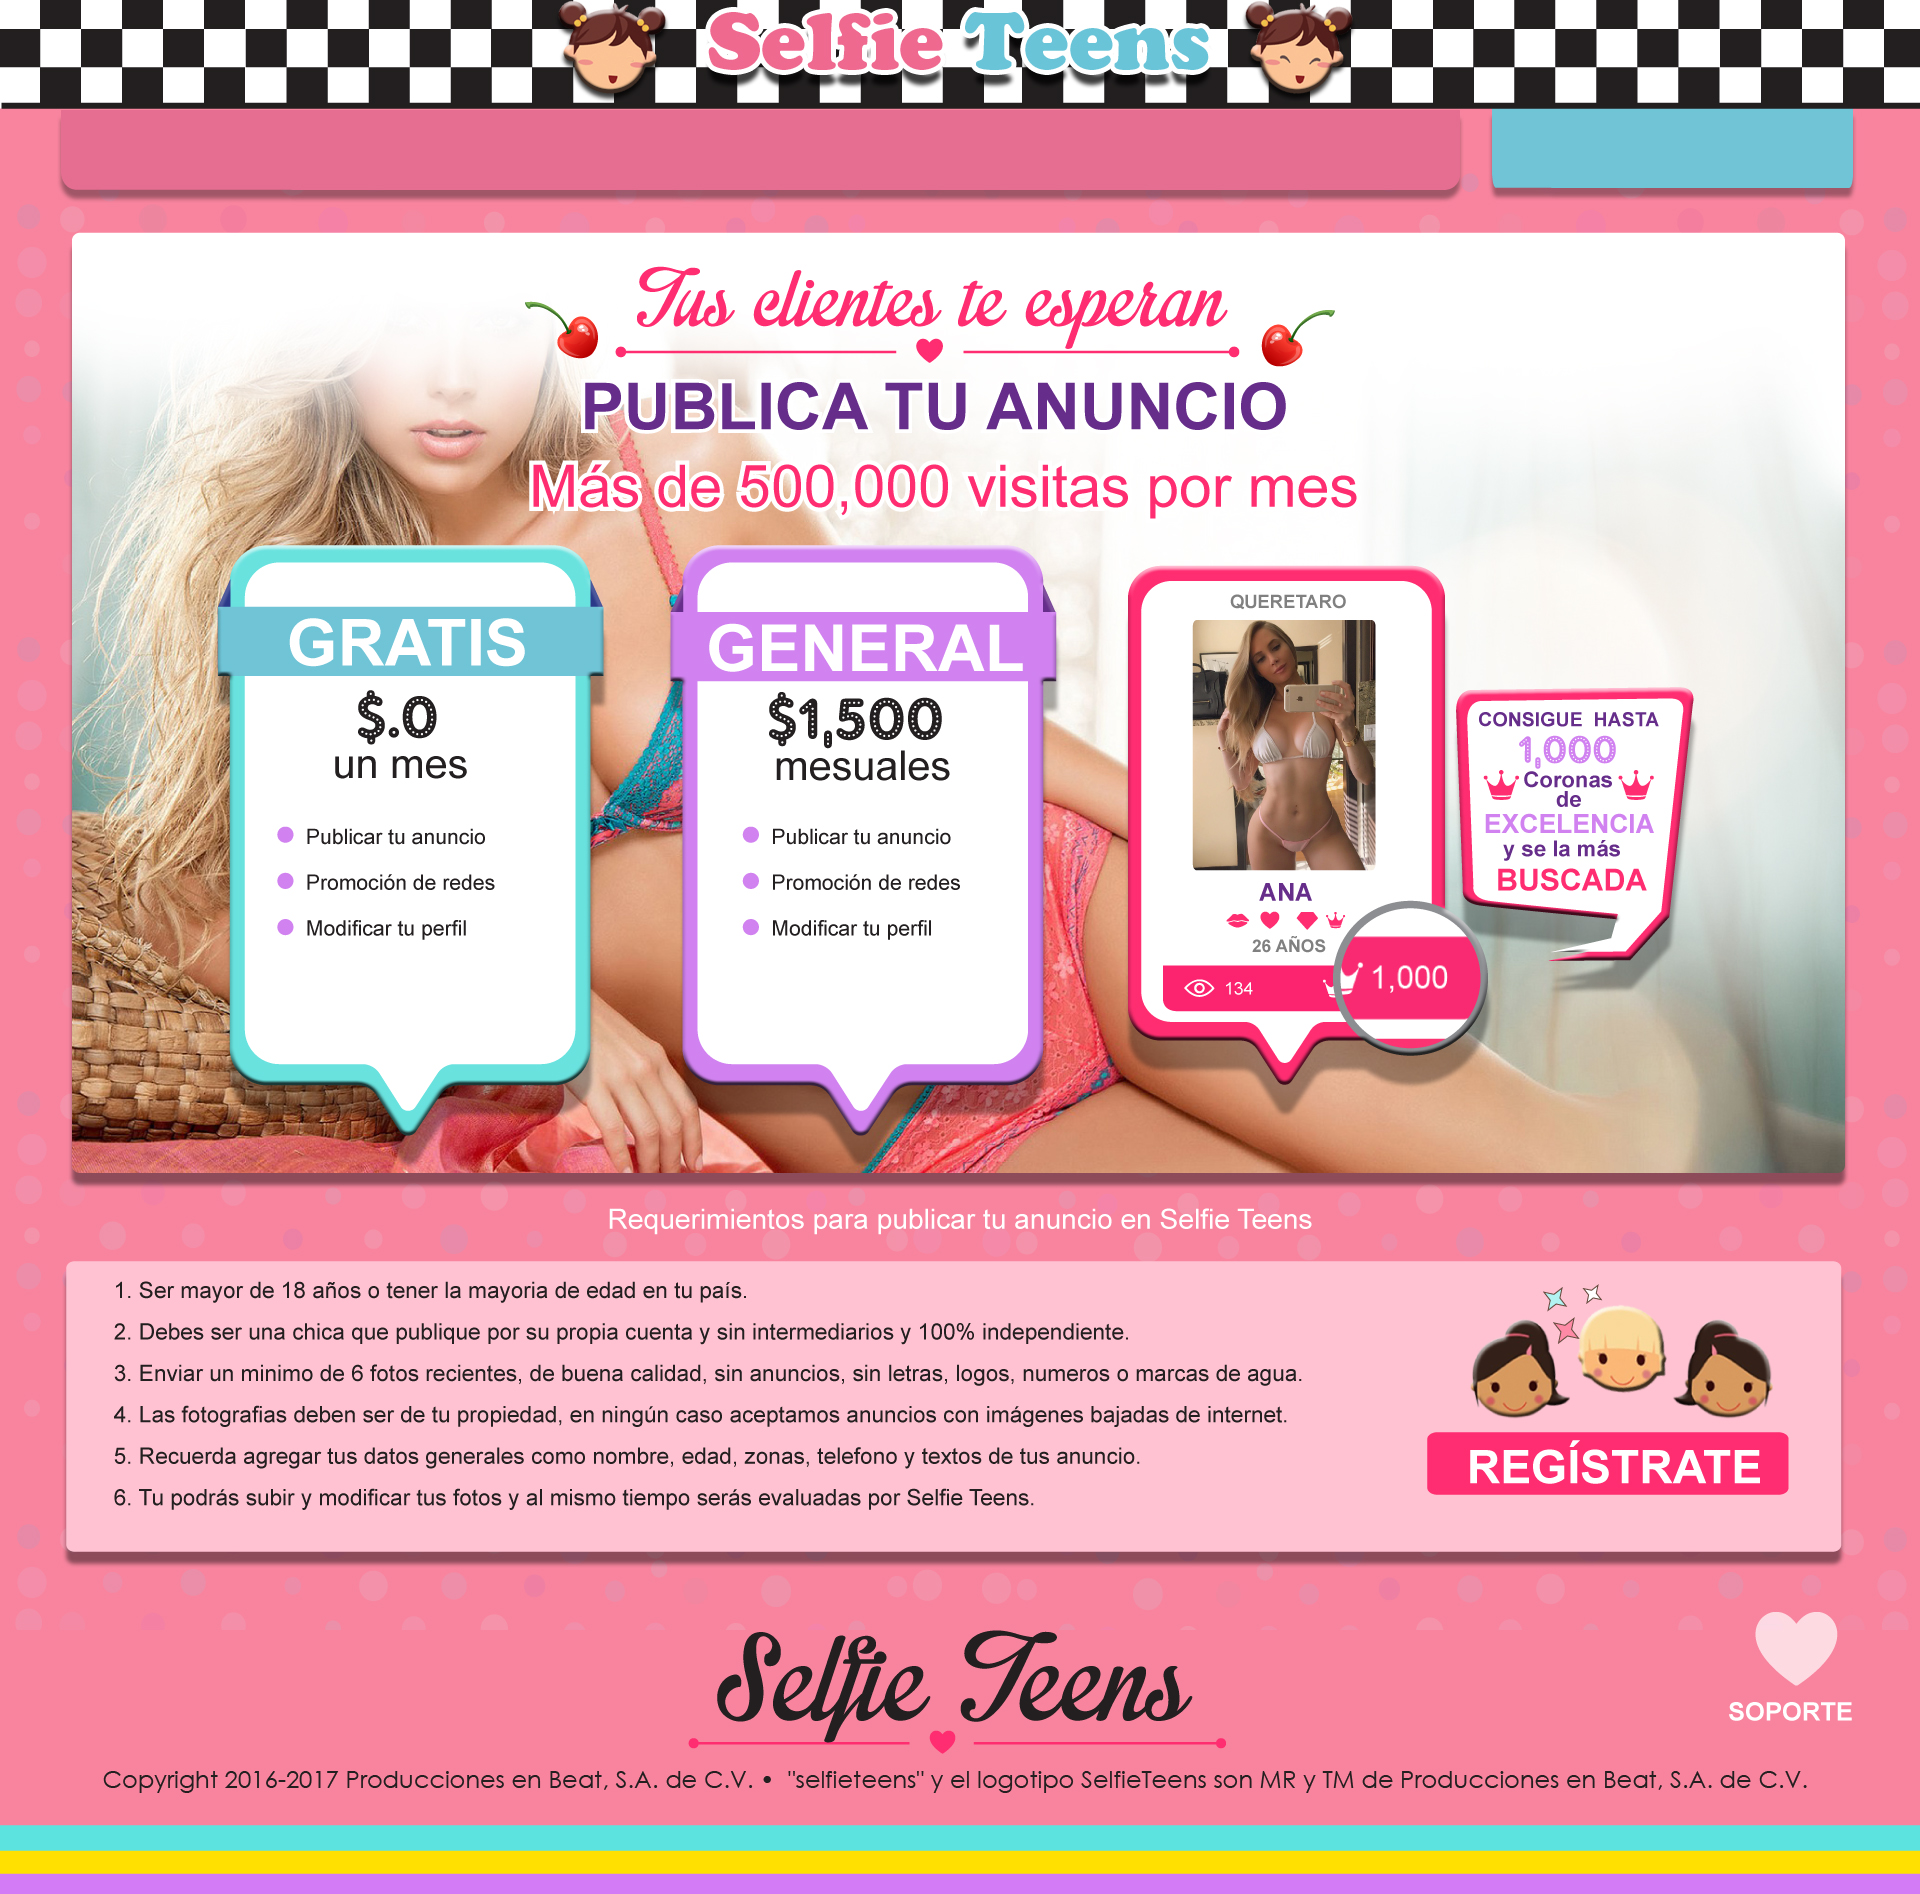 Selfie Teens
Tus clientes te esperan
PUBLICA TU ANUNCIO
Más de 500,000 visitas por mes
GRATIS
$.0
un mes
Publicar tu anuncio
Promoción de redes
Modificar tu perfil
GENERAL
$1,500
mesuales
Publicar tu anuncio
Promoción de redes
Modificar tu perfil
QUERETARO
ANA
26 AÑOS
134
1,000
CONSIGUE HASTA
1,000
Coronas
de
EXCELENCIA
y se la más
BUSCADA
Requerimientos para publicar tu anuncio en Selfie Teens
1. Ser mayor de 18 años o tener la mayoria de edad en tu país.
2. Debes ser una chica que publique por su propia cuenta y sin intermediarios y 100% independiente.
3. Enviar un minimo de 6 fotos recientes, de buena calidad, sin anuncios, sin letras, logos, numeros o marcas de agua.
4. Las fotografias deben ser de tu propiedad, en ningún caso aceptamos anuncios con imágenes bajadas de internet.
5. Recuerda agregar tus datos generales como nombre, edad, zonas, telefono y textos de tus anuncio.
6. Tu podrás subir y modificar tus fotos y al mismo tiempo serás evaluadas por Selfie Teens.
REGÍSTRATE
Selfie Teens
SOPORTE
Copyright 2016-2017 Producciones en Beat, S.A. de C.V. • "selfieteens" y el logotipo SelfieTeens son MR y TM de Producciones en Beat, S.A. de C.V.